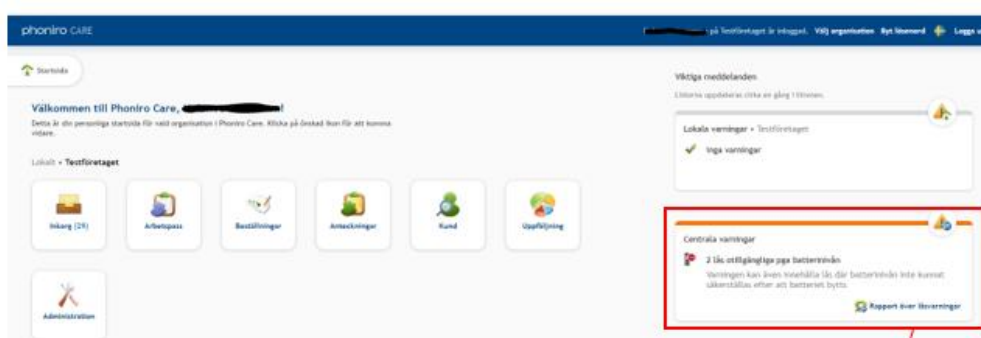 phoniro CARE
på Testföretaget är inloggad. Välj organisation Byt lösenord Logga u
Startsida
Välkommen till Phoniro Care, !
Detta är din personliga startsida för vald organisation i Phoniro Care. Klicka på önskad ikon för att komma
vidare.
Lokalt • Testföretaget
Inkorg (29)
Arbetspass
Beställningar
Anteckningar
Kund
Uppföljning
Administration
Viktiga meddelanden
Listorna uppdateras cirka en gång i timmen.
Lokala varningar • Testföretaget
Inga varningar
Centrala varningar
2 lås otillgängliga pga batterinivån
Varningen kan även innehålla lås där batterinivån inte kunnat
säkerställas efter att batteriet bytts.
Rapport över låsvarningar